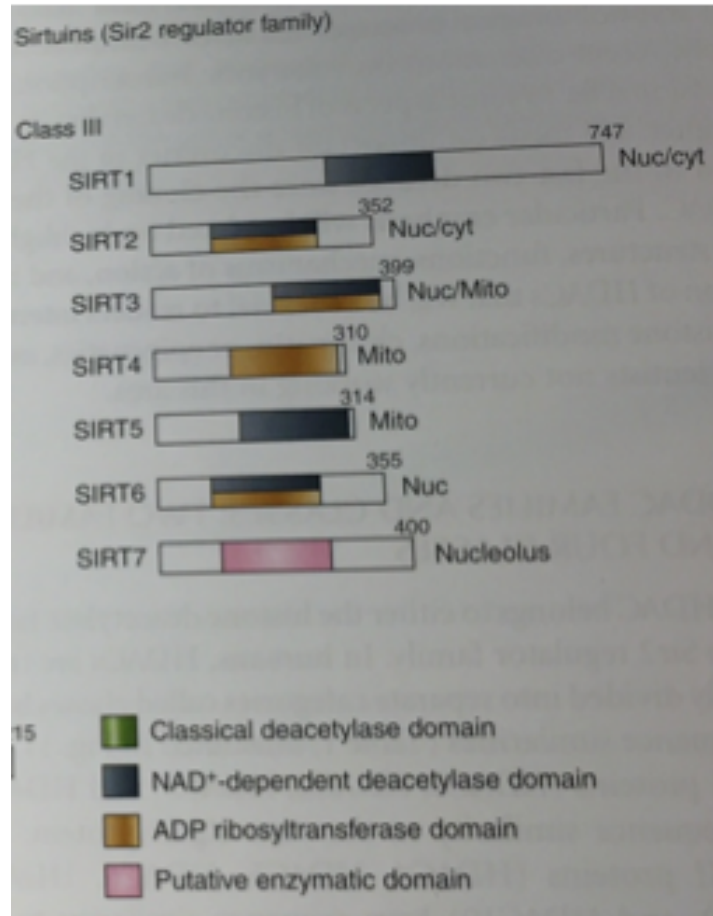 Sirtuins (Sir2 regulator family)
Class III
747
SIRT1 Nuc/cyt
352
SIRT2 Nuc/cyt
399
SIRT3 Nuc/Mito
310
SIRT4 Mito
314
SIRT5 Mito
355
SIRT6 Nuc
400
SIRT7 Nucleolus
15
Classical deacetylase domain
NAD⁺-dependent deacetylase domain
ADP ribosyltransferase domain
Putative enzymatic domain